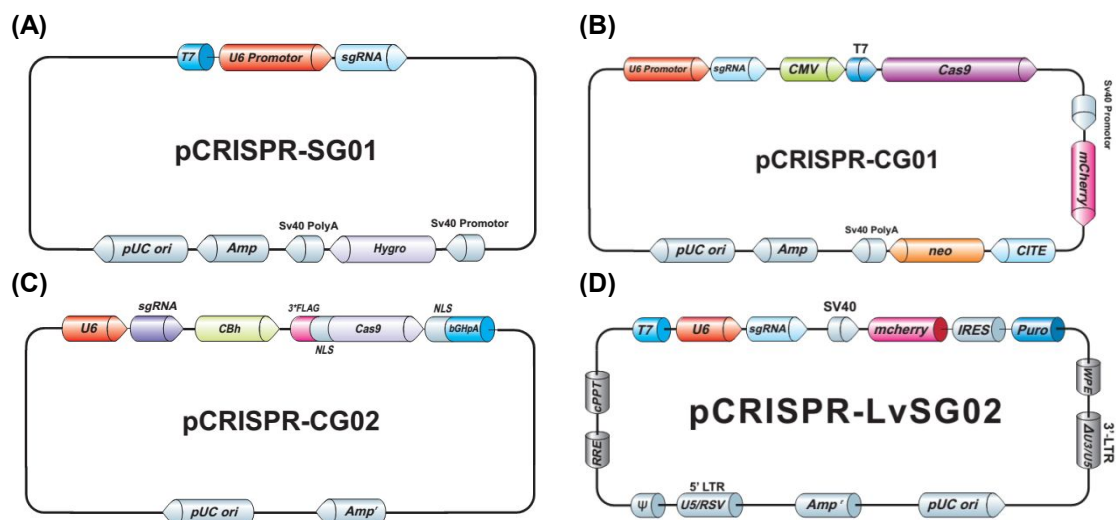 (A)
T7
U6 Promotor
sgRNA
pCRISPR-SG01
Sv40 PolyA
Sv40 Promotor
pUC ori
Amp
Hygro
(B)
T7
U6 Promotor
sgRNA
CMV
Cas9
Sv40 Promotor
mCherry
pCRISPR-CG01
Sv40 PolyA
pUC ori
Amp
neo
CITE
(C)
sgRNA
3*FLAG
NLS
U6
CBh
Cas9
bGHpA
NLS
pCRISPR-CG02
pUC ori
Amp^r
(D)
SV40
T7
U6
sgRNA
mcherry
IRES
Puro
cPPT
WPE
pCRISPR-LvSG02
RRE
ΔU3/U5
3'-LTR
5' LTR
Ψ
U5/RSV
Amp^r
pUC ori